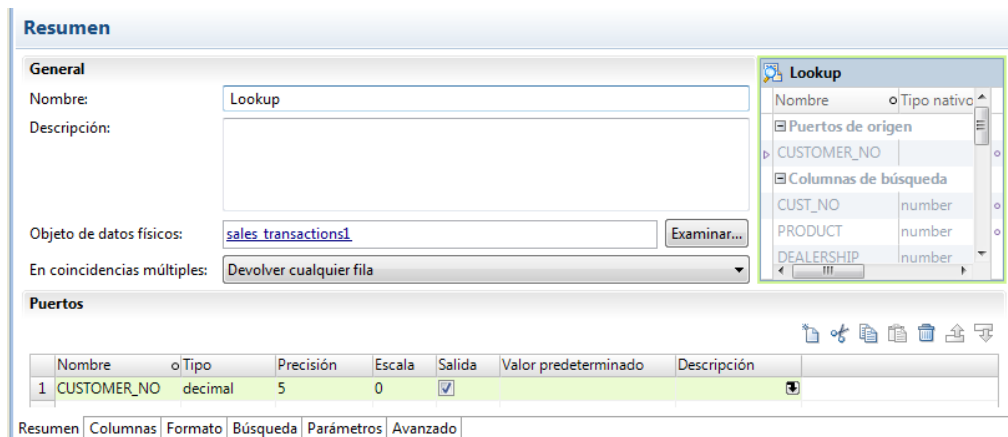 Resumen
General
Nombre: Lookup
Descripción:
Objeto de datos físicos: sales_transactions1 Examinar...
En coincidencias múltiples: Devolver cualquier fila
Lookup
Nombre Tipo nativo
Puertos de origen
CUSTOMER_NO
Columnas de búsqueda
CUST_NO number
PRODUCT number
DEALERSHIP number
Puertos
Nombre Tipo Precisión Escala Salida Valor predeterminado Descripción
1 CUSTOMER_NO decimal 5 0
Resumen Columnas Formato Búsqueda Parámetros Avanzado